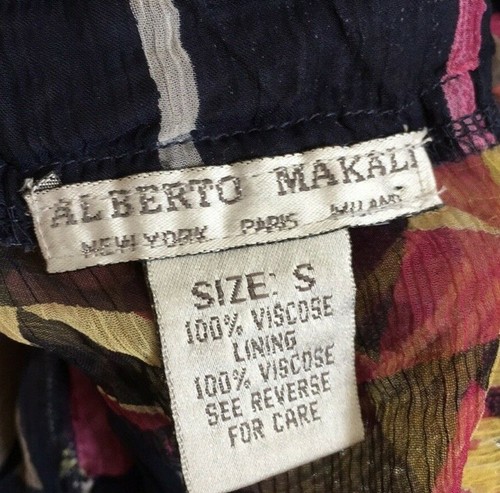 ALBERTO MAKALI
NEW YORK PARIS MILANO
SIZE: S
100% VISCOSE
LINING
100% VISCOSE
SEE REVERSE
FOR CARE